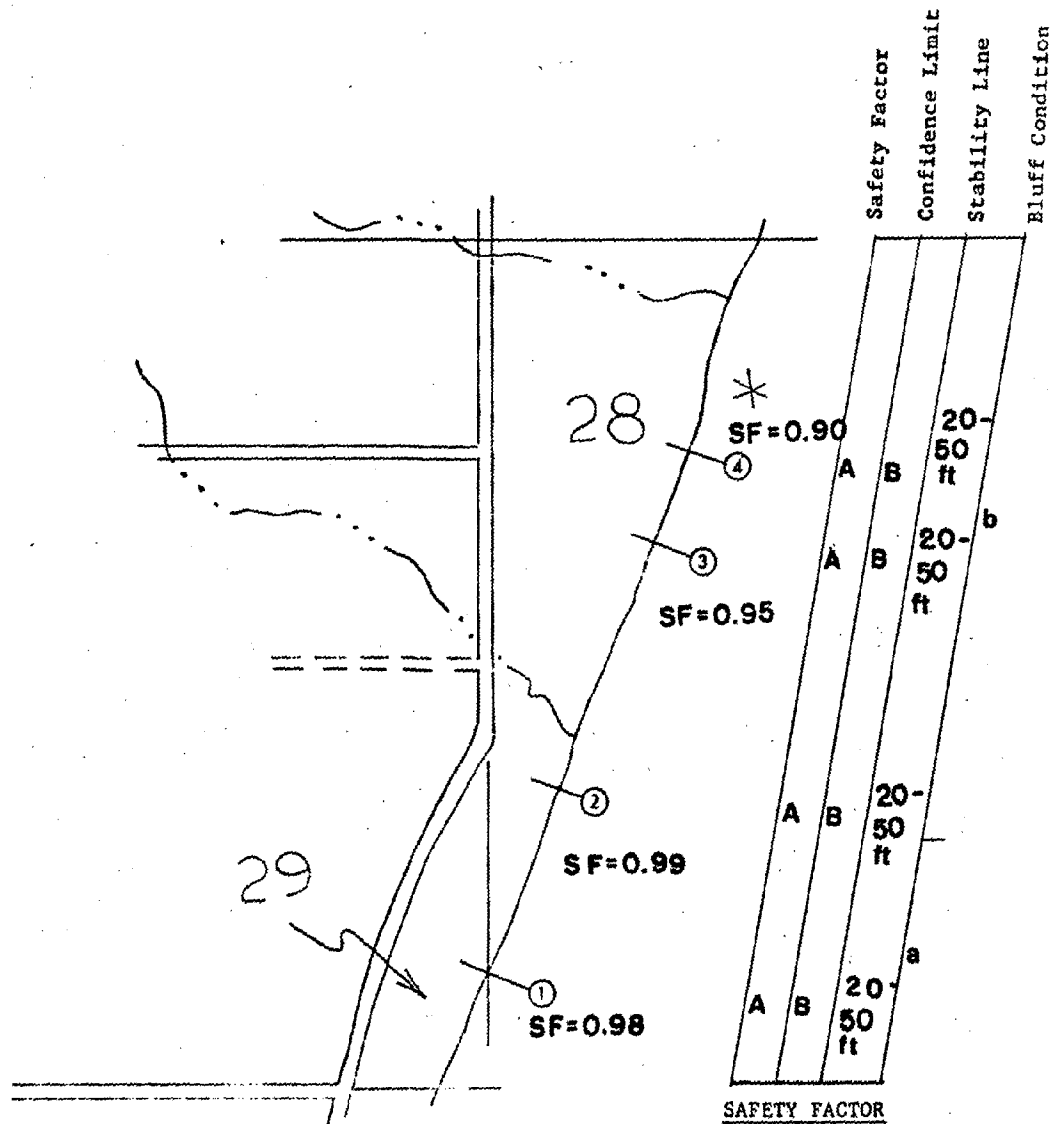 Safety Factor
Confidence Limit
Stability Line
Bluff Condition
28
*
SF=0.90
4
A B 20-
50
ft
b
3
SF=0.95
A B 20-
50
ft
2
SF=0.99
A B 20-
50
ft
29
a
1
SF=0.98
A B 20-
50
ft
SAFETY FACTOR